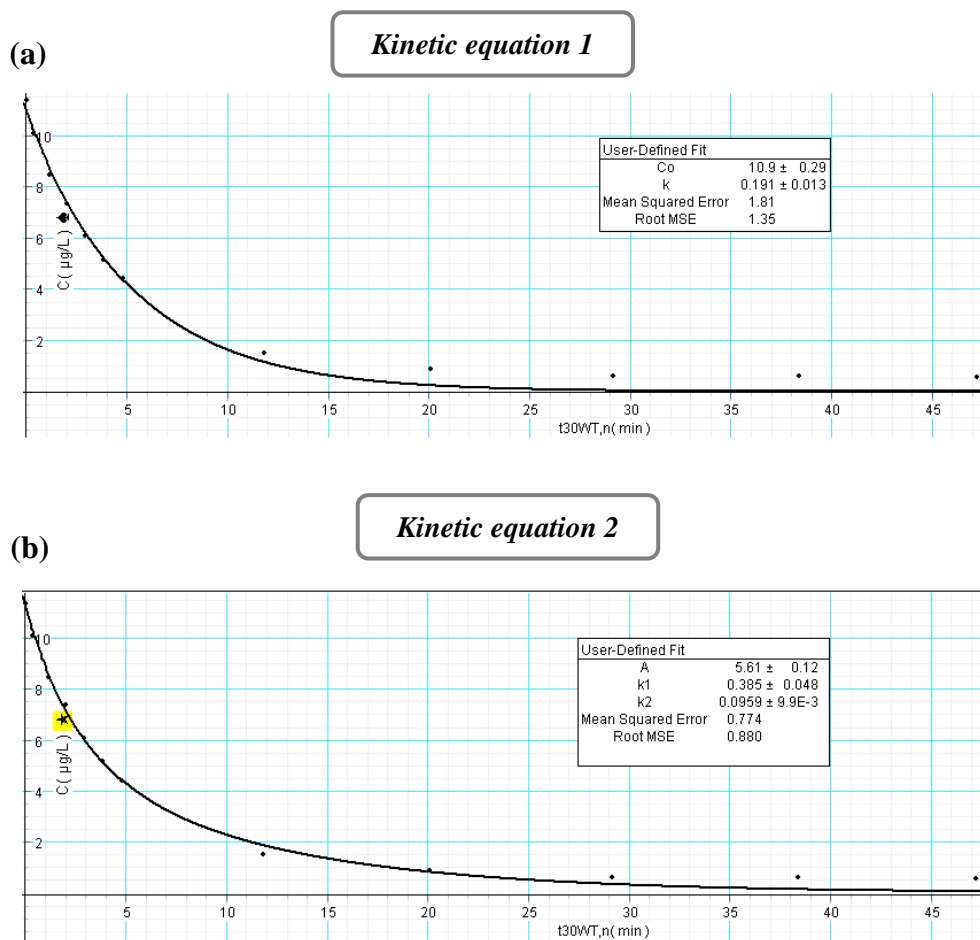 Kinetic equation 1
(a)
10
8
6
4
2
C( µg/L )
User-Defined Fit
Co 10.9 ± 0.29
k 0.191 ± 0.013
Mean Squared Error 1.81
Root MSE 1.35
5 10 15 20 25 30 35 40 45
t30WT,n( min )
Kinetic equation 2
(b)
10
8
6
4
2
C( µg/L )
User-Defined Fit
A 5.61 ± 0.12
k1 0.385 ± 0.048
k2 0.0959 ± 9.9E-3
Mean Squared Error 0.774
Root MSE 0.880
5 10 15 20 25 30 35 40 45
t30WT,n( min )